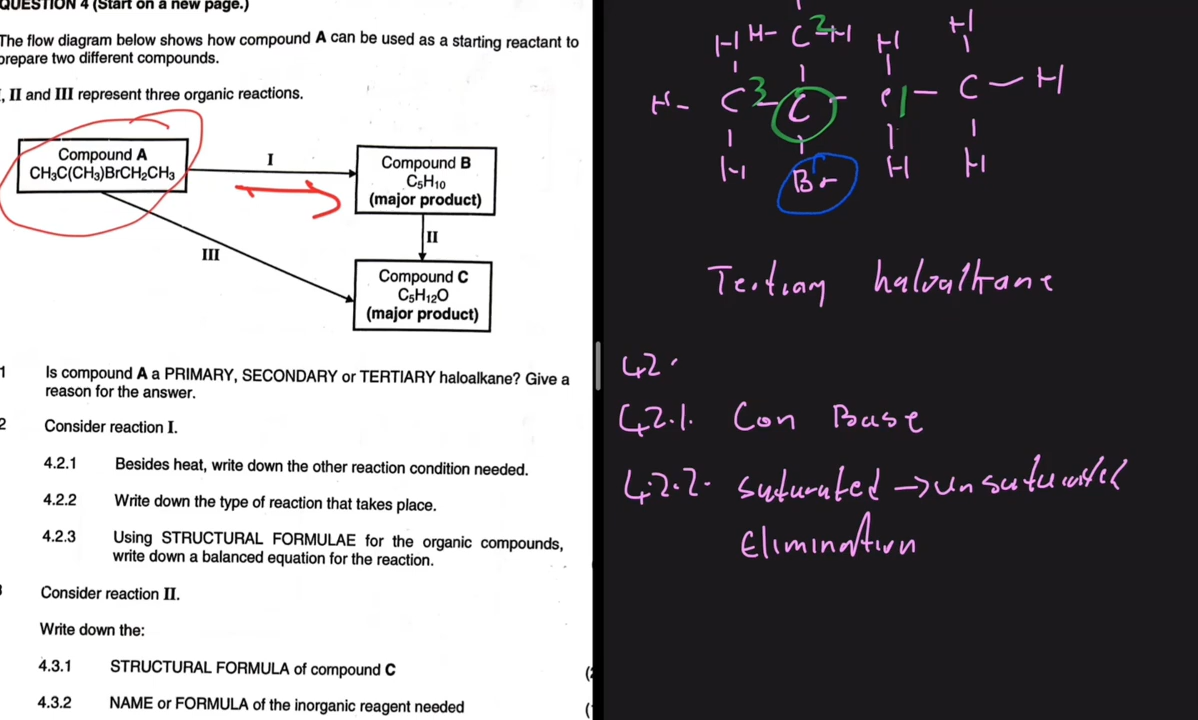 QUESTION 4 (Start on a new page.)
The flow diagram below shows how compound A can be used as a starting reactant to
prepare two different compounds.
, II and III represent three organic reactions.
Compound A
CH₃C(CH₃)BrCH₂CH₃
I
Compound B
C₅H₁₀
(major product)
II
III
Compound C
C₅H₁₂O
(major product)
1 Is compound A a PRIMARY, SECONDARY or TERTIARY haloalkane? Give a
reason for the answer.
2 Consider reaction I.
4.2.1 Besides heat, write down the other reaction condition needed.
4.2.2 Write down the type of reaction that takes place.
4.2.3 Using STRUCTURAL FORMULAE for the organic compounds,
write down a balanced equation for the reaction.
Consider reaction II.
Write down the:
4.3.1 STRUCTURAL FORMULA of compound C
4.3.2 NAME or FORMULA of the inorganic reagent needed
H H- C 2 -H H H
H- C 3 - C - C 1 - C - H
H Br H H
Tertiary haloalkane
4.2.
4.2.1. Con Base
4.2.2. saturated → unsaturated
Elimination